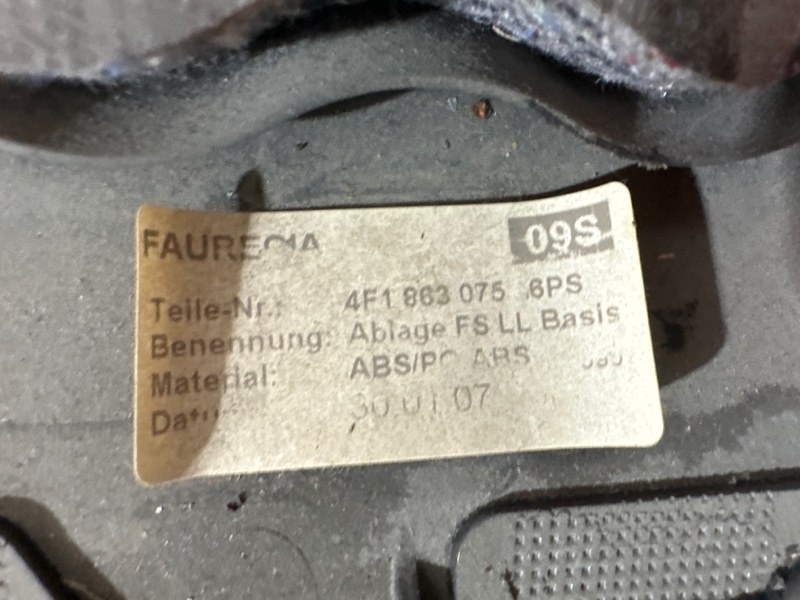 FAURECIA 09S
Teile-Nr.: 4F1 863 075 .6PS
Benennung: Ablage FS LL Basis
Material: ABS/PC ABS
30.01.07